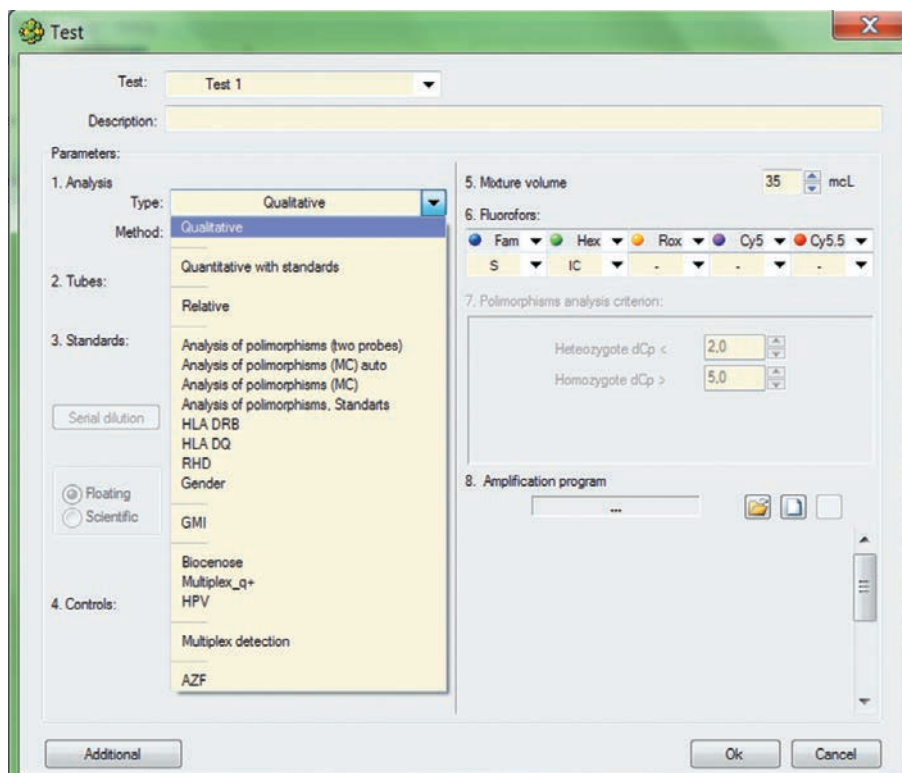 Test
Test: Test 1
Description:
Parameters:
1. Analysis
Type: Qualitative
Method:
Qualitative
Quantitative with standards
Relative
Analysis of polimorphisms (two probes)
Analysis of polimorphisms (MC) auto
Analysis of polimorphisms (MC)
Analysis of polimorphisms, Standarts
HLA DRB
HLA DQ
RHD
Gender
GMI
Biocenose
Multiplex_q+
HPV
Multiplex detection
AZF
2. Tubes:
3. Standards:
Serial dilution
Floating
Scientific
4. Controls:
5. Mixture volume 35 mcL
6. Fluorofors:
Fam Hex Rox Cy5 Cy5.5
S IC - - -
7. Polimorphisms analysis criterion:
Heteozygote dCp < 2,0
Homozygote dCp > 5,0
8. Amplification program
...
Additional Ok Cancel